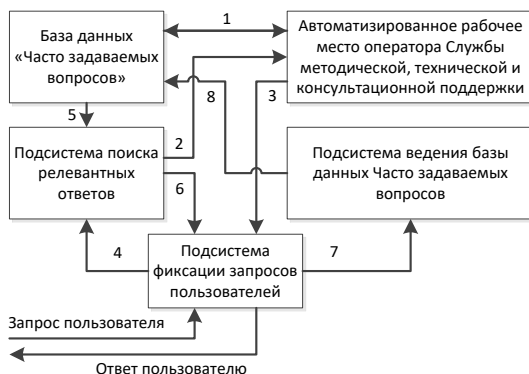 База данных
«Часто задаваемых
вопросов»
1
Автоматизированное рабочее
место оператора Службы
методической, технической и
консультационной поддержки
5
2
8
3
Подсистема поиска
релевантных
ответов
6
Подсистема ведения базы
данных Часто задаваемых
вопросов
4
Подсистема
фиксации запросов
пользователей
7
Запрос пользователя
Ответ пользователю